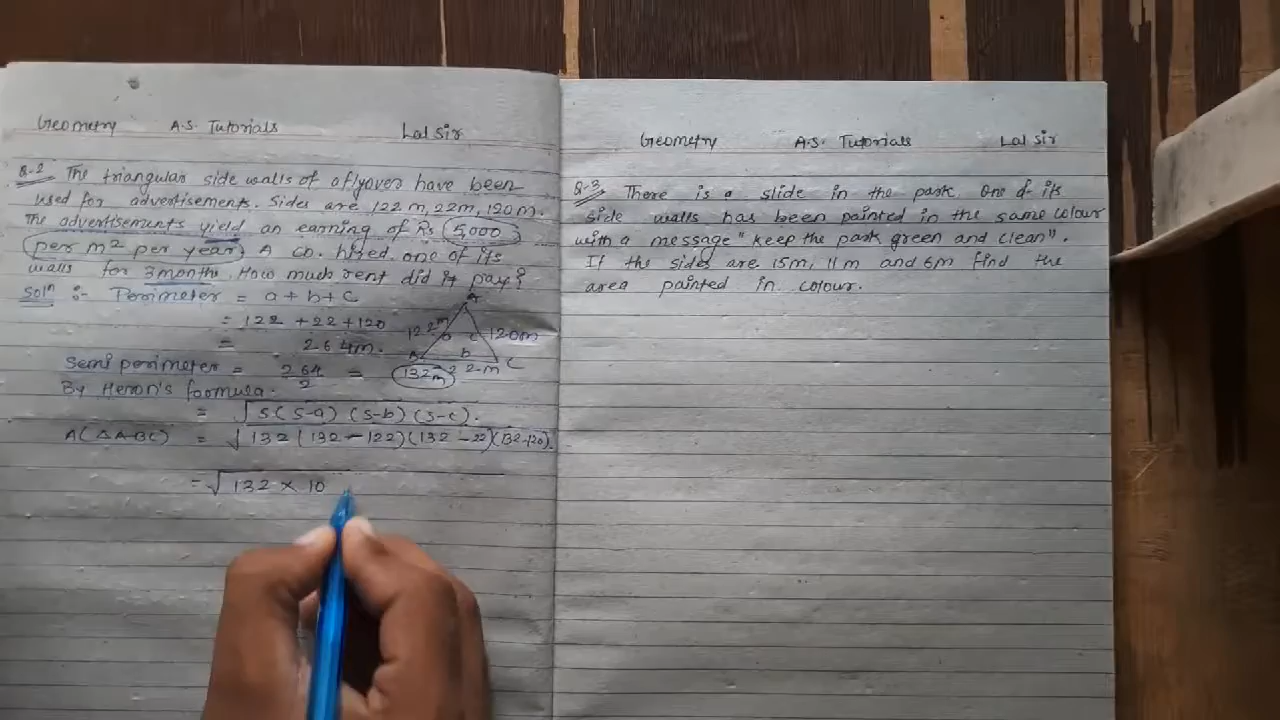 Geometry A.S. Tutorials Lal Sir
Q-2 The triangular side walls of a flyover have been
used for advertisements. Sides are 122 m, 22m, 120m.
The advertisements yield an earning of Rs 5000
per m² per year, A co. hired one of its
walls for 3 months. How much rent did it pay?
Solⁿ :- Perimeter = a + b + c
= 122 + 22 + 120
= 264m.
A
122m
120m
c
b
C
22m
Semi perimeter = 264/2 = 132m
By Heron's formula.
= √s(s-a) (s-b) (s-c).
A(△ABC) = √132(132-122)(132-22)(132-120).
= √132 × 10
Geometry A.S. Tutorials Lal Sir
Q-3 There is a slide in the park. One of its
side walls has been painted in the same colour
with a message "keep the park green and clean".
If the sides are 15m, 11m and 6m find the
area painted in colour.